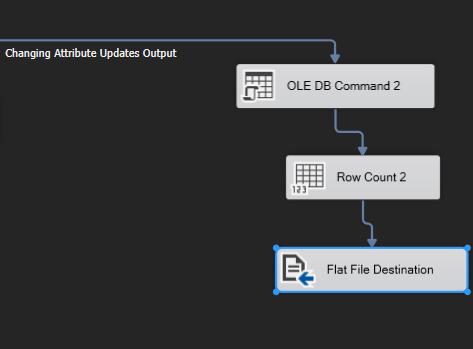 Changing Attribute Updates Output
OLE DB Command 2
Row Count 2
123
Flat File Destination